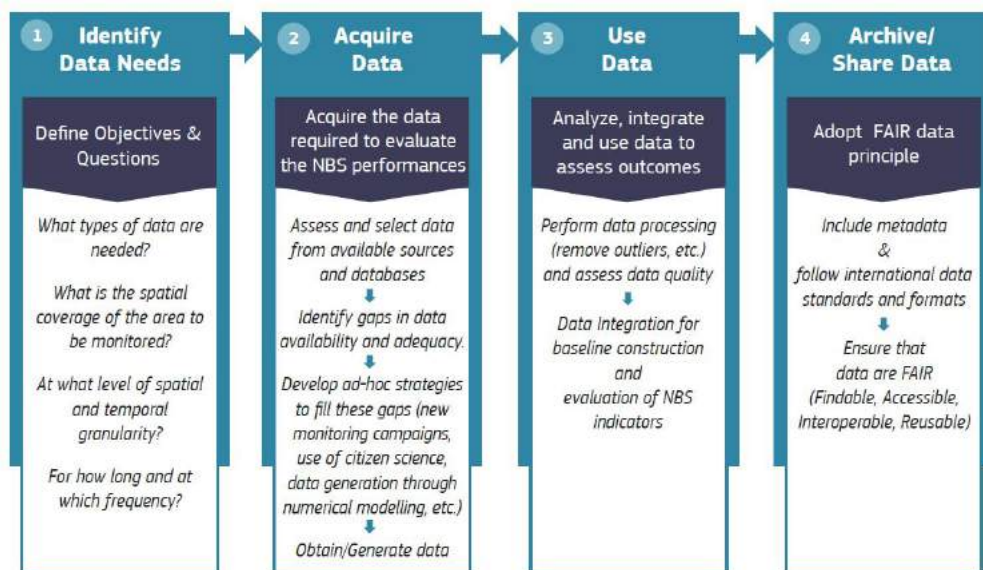 1
Identify
Data Needs
Define Objectives &
Questions
What types of data are
needed?
What is the spatial
coverage of the area to
be monitored?
At what level of spatial
and temporal
granularity?
For how long and at
which frequency?
2
Acquire
Data
Acquire the data
required to evaluate
the NBS performances
Assess and select data
from available sources
and databases
Identify gaps in data
availability and adequacy.
Develop ad-hoc strategies
to fill these gaps (new
monitoring campaigns,
use of citizen science,
data generation through
numerical modelling, etc.)
Obtain/Generate data
3
Use
Data
Analyze, integrate
and use data to
assess outcomes
Perform data processing
(remove outliers, etc.)
and assess data quality
Data Integration for
baseline construction
and
evaluation of NBS
indicators
4
Archive/
Share Data
Adopt FAIR data
principle
Include metadata
&
follow international data
standards and formats
Ensure that
data are FAIR
(Findable, Accessible,
Interoperable, Reusable)